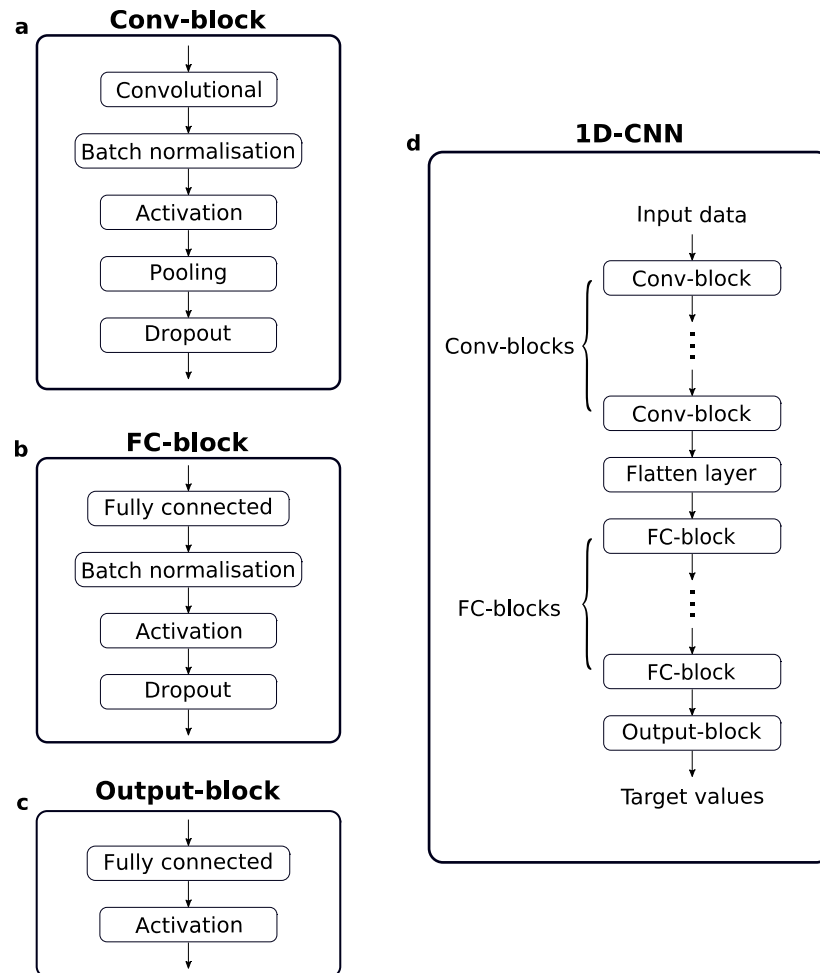 a
Conv-block
Convolutional
Batch normalisation
Activation
Pooling
Dropout
b
FC-block
Fully connected
Batch normalisation
Activation
Dropout
c
Output-block
Fully connected
Activation
d
1D-CNN
Input data
Conv-block
Conv-blocks
Conv-block
Flatten layer
FC-block
FC-blocks
FC-block
Output-block
Target values